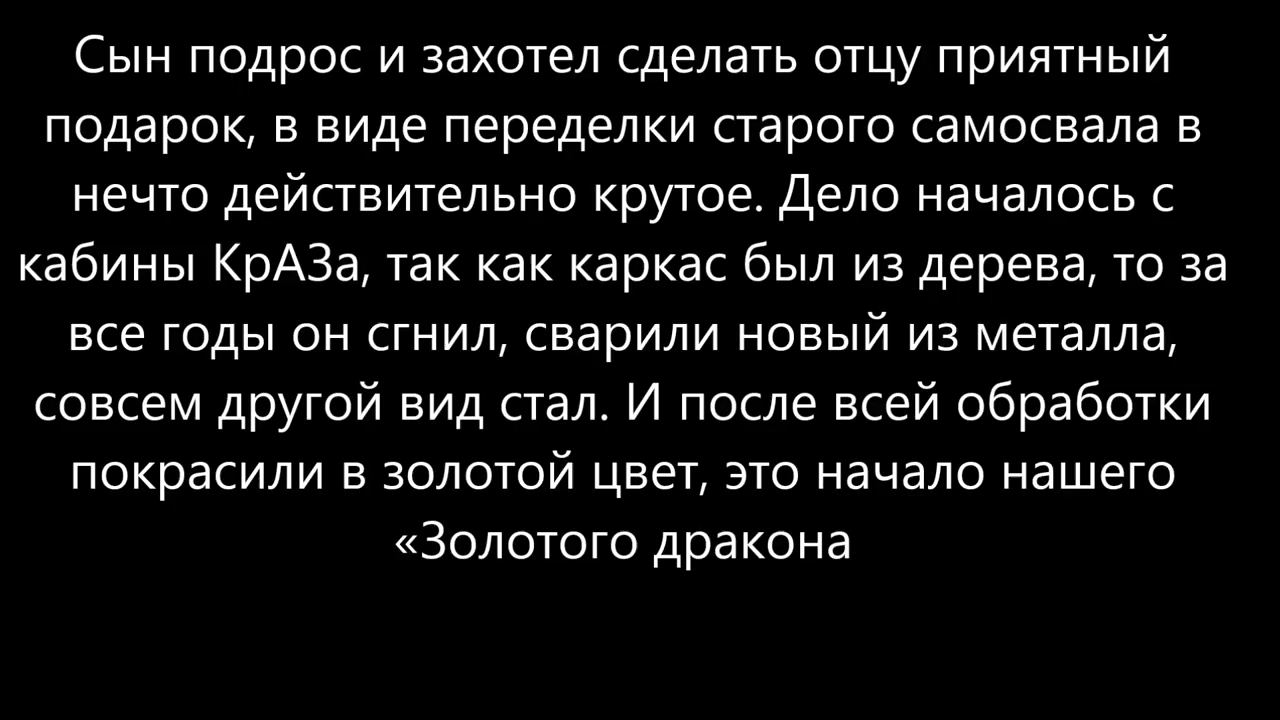 Сын подрос и захотел сделать отцу приятный
подарок, в виде переделки старого самосвала в
нечто действительно крутое. Дело началось с
кабины КрАЗа, так как каркас был из дерева, то за
все годы он сгнил, сварили новый из металла,
совсем другой вид стал. И после всей обработки
покрасили в золотой цвет, это начало нашего
«Золотого дракона